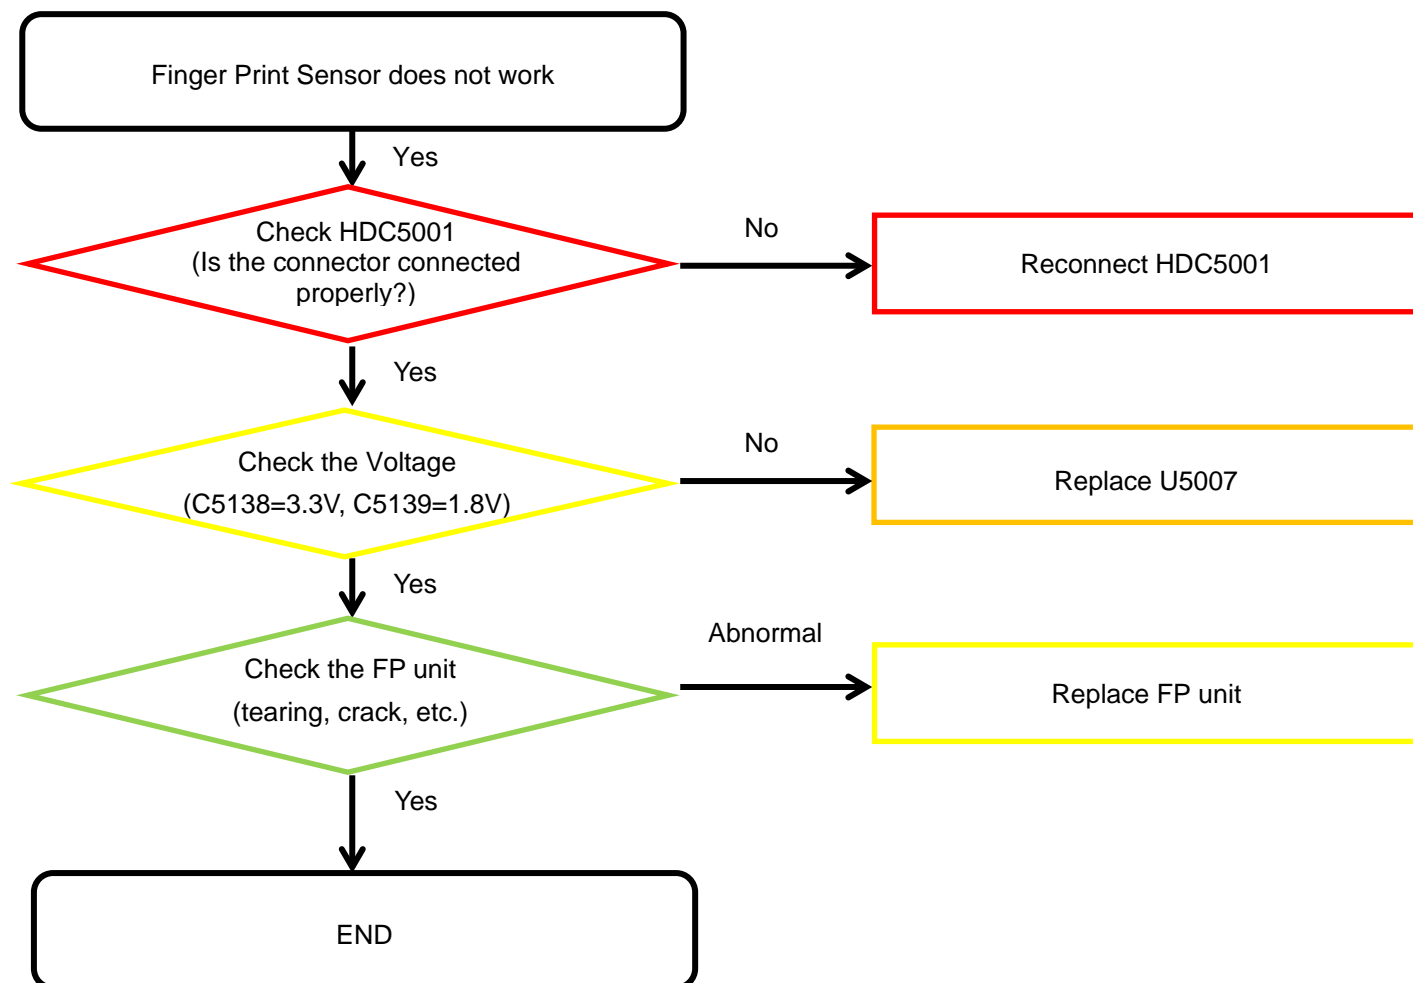 Finger Print Sensor does not work
Yes
Check HDC5001
(Is the connector connected
properly?)
No
Reconnect HDC5001
Yes
Check the Voltage
(C5138=3.3V, C5139=1.8V)
No
Replace U5007
Yes
Check the FP unit
(tearing, crack, etc.)
Abnormal
Replace FP unit
Yes
END